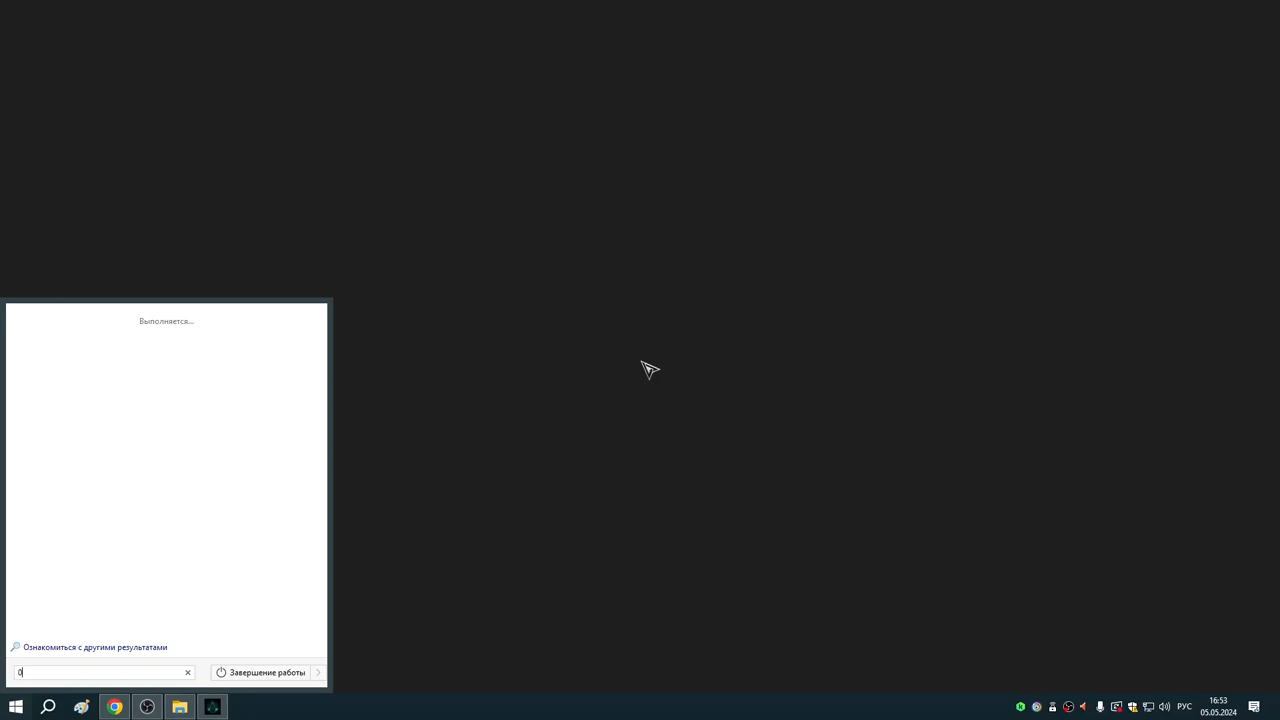 Выполняется...
Ознакомиться с другими результатами
0
Завершение работы
РУС
16:53
05.05.2024